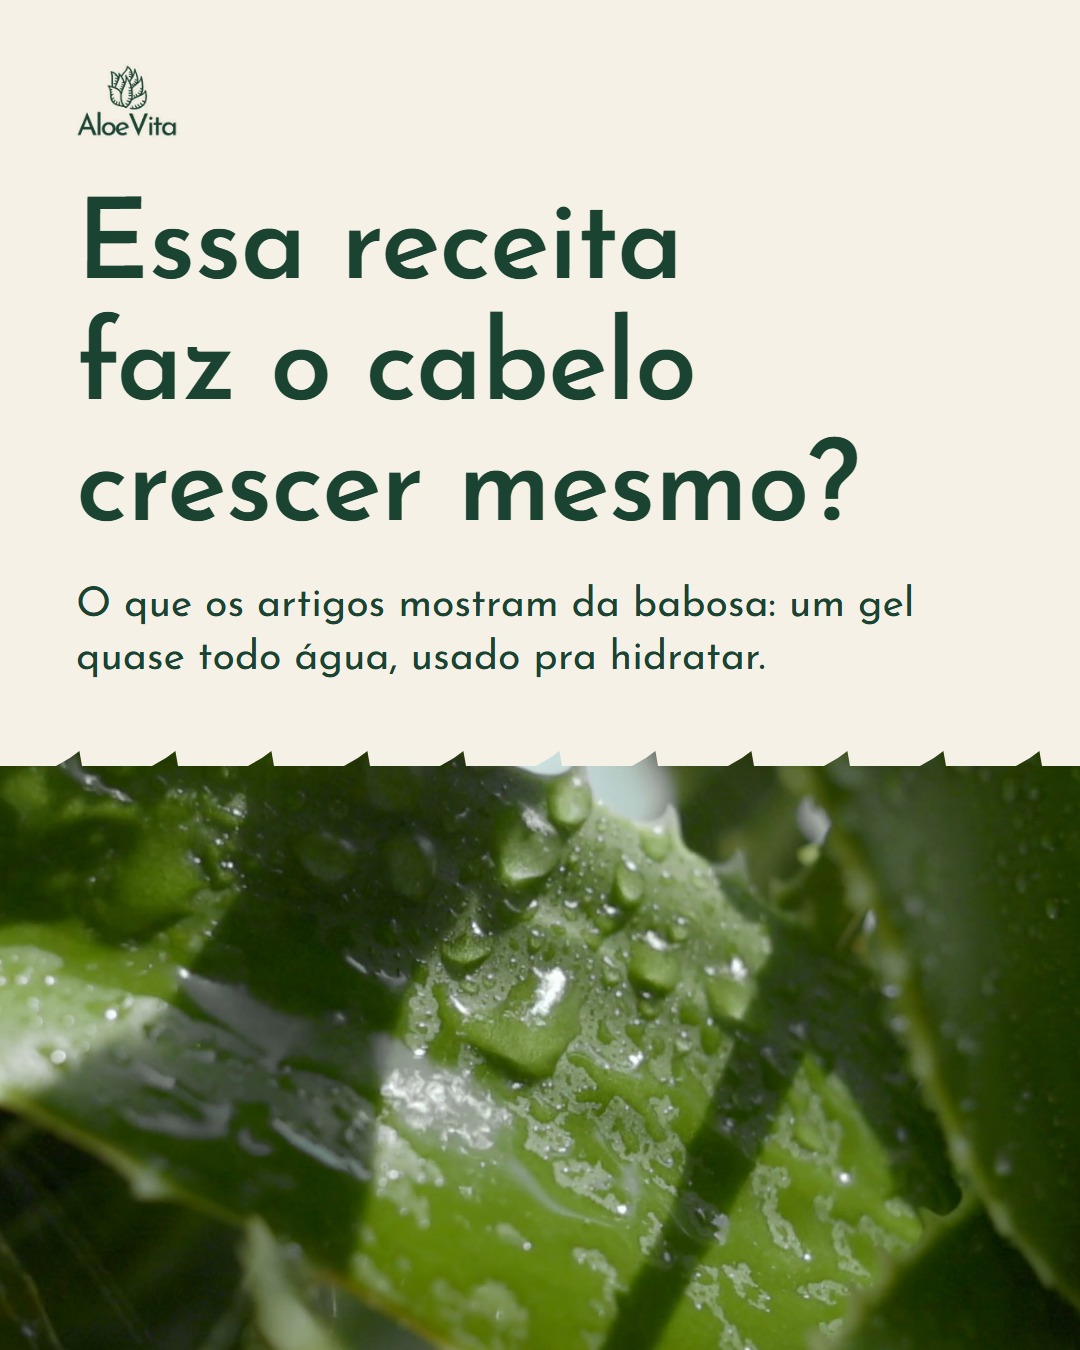 AloeVita
Essa receita
faz o cabelo
crescer mesmo?
O que os artigos mostram da babosa: um gel
quase todo água, usado pra hidratar.